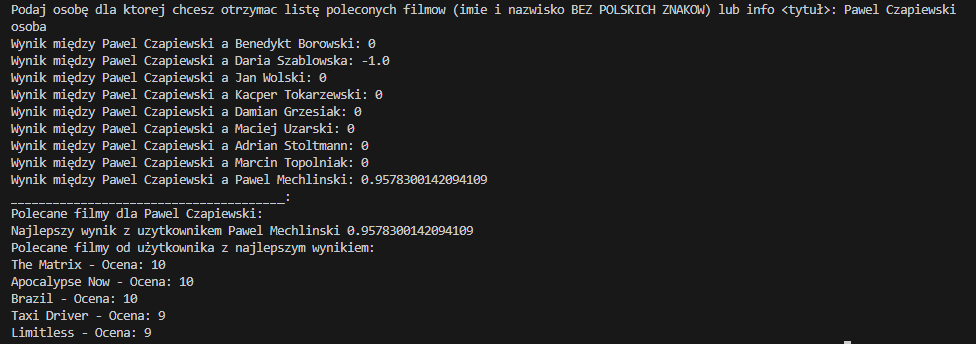 Podaj osobę dla ktorej chcesz otrzymac listę poleconych filmow (imie i nazwisko BEZ POLSKICH ZNAKOW) lub info <tytuł>: Pawel Czapiewski
osoba
Wynik między Pawel Czapiewski a Benedykt Borowski: 0
Wynik między Pawel Czapiewski a Daria Szablowska: -1.0
Wynik między Pawel Czapiewski a Jan Wolski: 0
Wynik między Pawel Czapiewski a Kacper Tokarzewski: 0
Wynik między Pawel Czapiewski a Damian Grzesiak: 0
Wynik między Pawel Czapiewski a Maciej Uzarski: 0
Wynik między Pawel Czapiewski a Adrian Stoltmann: 0
Wynik między Pawel Czapiewski a Marcin Topolniak: 0
Wynik między Pawel Czapiewski a Pawel Mechlinski: 0.9578300142094109
_______________________________________:
Polecane filmy dla Pawel Czapiewski:
Najlepszy wynik z uzytkownikem Pawel Mechlinski 0.9578300142094109
Polecane filmy od użytkownika z najlepszym wynikiem:
The Matrix - Ocena: 10
Apocalypse Now - Ocena: 10
Brazil - Ocena: 10
Taxi Driver - Ocena: 9
Limitless - Ocena: 9